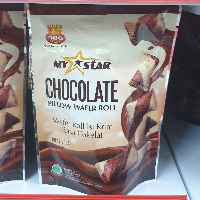 MY STAR
CHOCOLATE
PILLOW WAFER ROLL
Wafer Roll Isi Krim
Rasa Cokelat